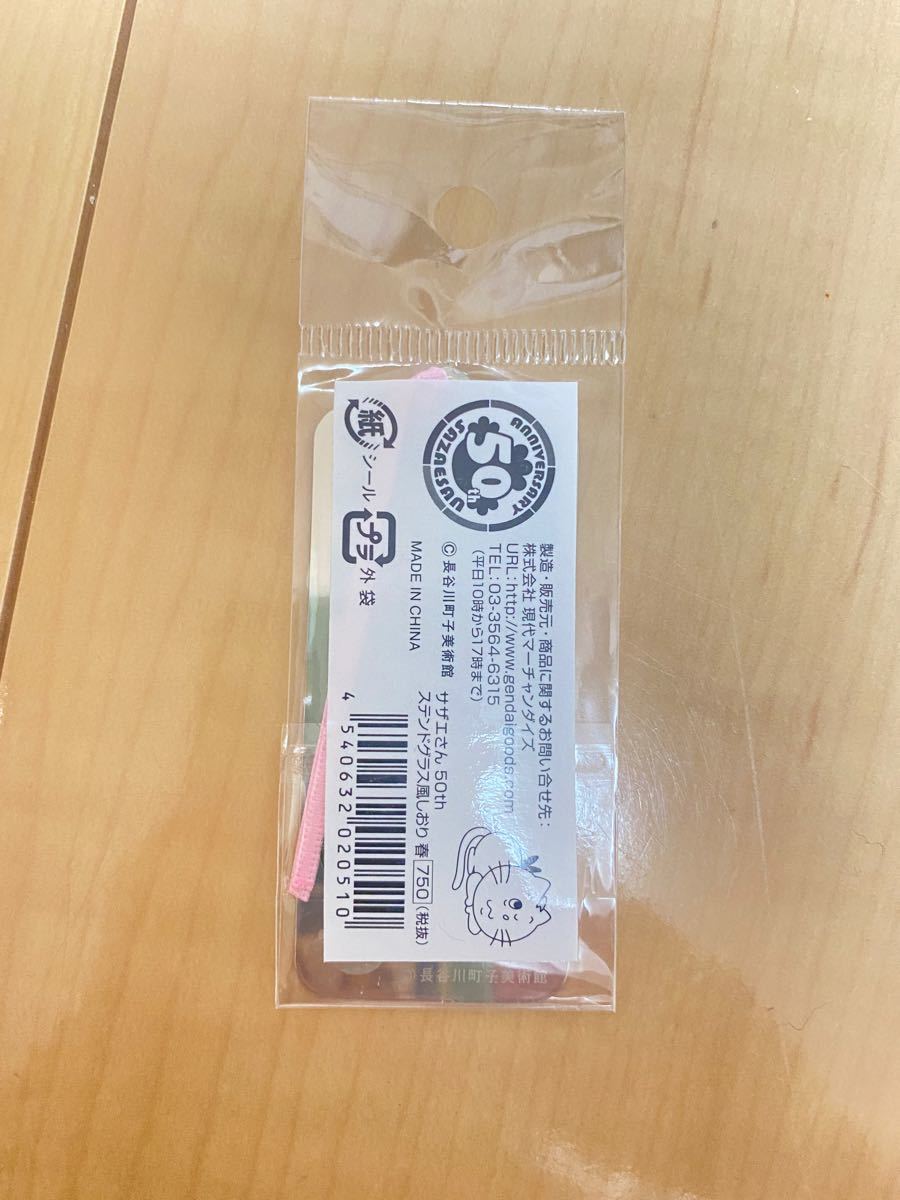 SAZAESAN
50th
ANNIVERSARY
製造・販売元・商品に関するお問い合せ先：
株式会社 現代マーチャンダイズ
URL:http://www.gendaigoods.com
TEL:03-3564-6315
(平日10時から17時まで)
© 長谷川町子美術館
MADE IN CHINA
紙
シール
プラ
外袋
サザエさん 50th
ステンドグラス風しおり 春 750 (税抜)
4 540632 020510
© 長谷川町子美術館